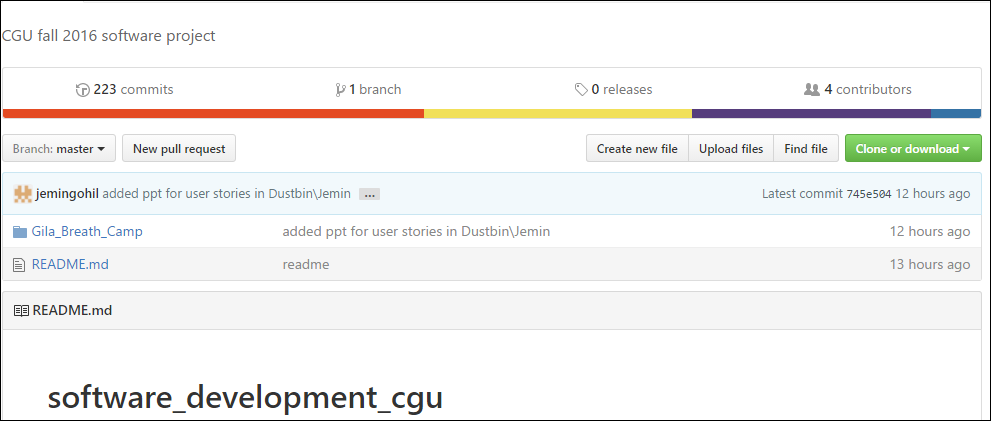 CGU fall 2016 software project
223 commits 1 branch 0 releases 4 contributors
Branch: master New pull request Create new file Upload files Find file Clone or download
jemingohil added ppt for user stories in Dustbin\Jemin ... Latest commit 745e504 12 hours ago
Gila_Breath_Camp added ppt for user stories in Dustbin\Jemin 12 hours ago
README.md readme 13 hours ago
README.md
software_development_cgu